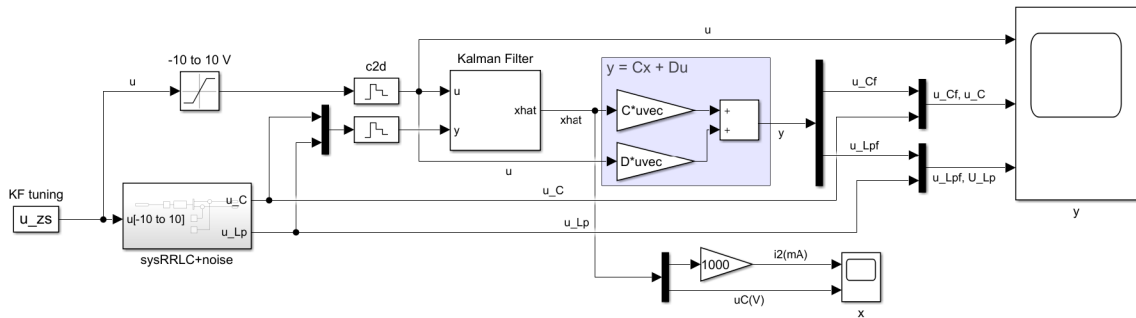 -10 to 10 V
u
c2d
Kalman Filter
u
xhat
y
xhat
y = Cx + Du
C*uvec
D*uvec
+
+
y
u
u
u_Cf
u_Cf, u_C
u_Lpf
u_Lpf, U_Lp
y
KF tuning
u_zs
u[-10 to 10]
u_C
u_Lp
sysRRLC+noise
u_C
u_Lp
1000
i2(mA)
uC(V)
x